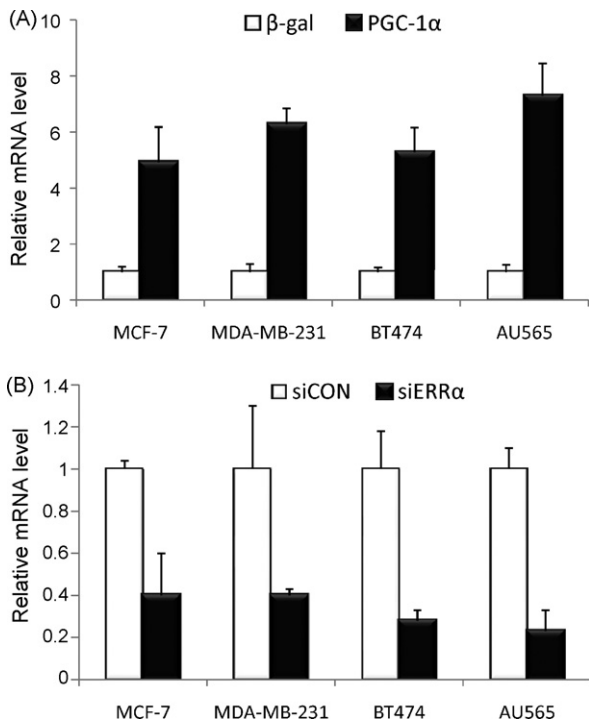 (A)
β-gal PGC-1α
Relative mRNA level
10
8
6
4
2
0
MCF-7 MDA-MB-231 BT474 AU565
(B)
siCON siERRα
Relative mRNA level
1.4
1.2
1
0.8
0.6
0.4
0.2
0
MCF-7 MDA-MB-231 BT474 AU565